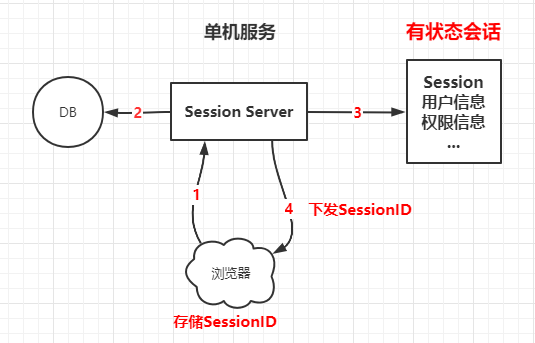 单机服务
有状态会话
DB
2
Session Server
3
Session
用户信息
权限信息
...
1
4
下发SessionID
浏览器
存储SessionID